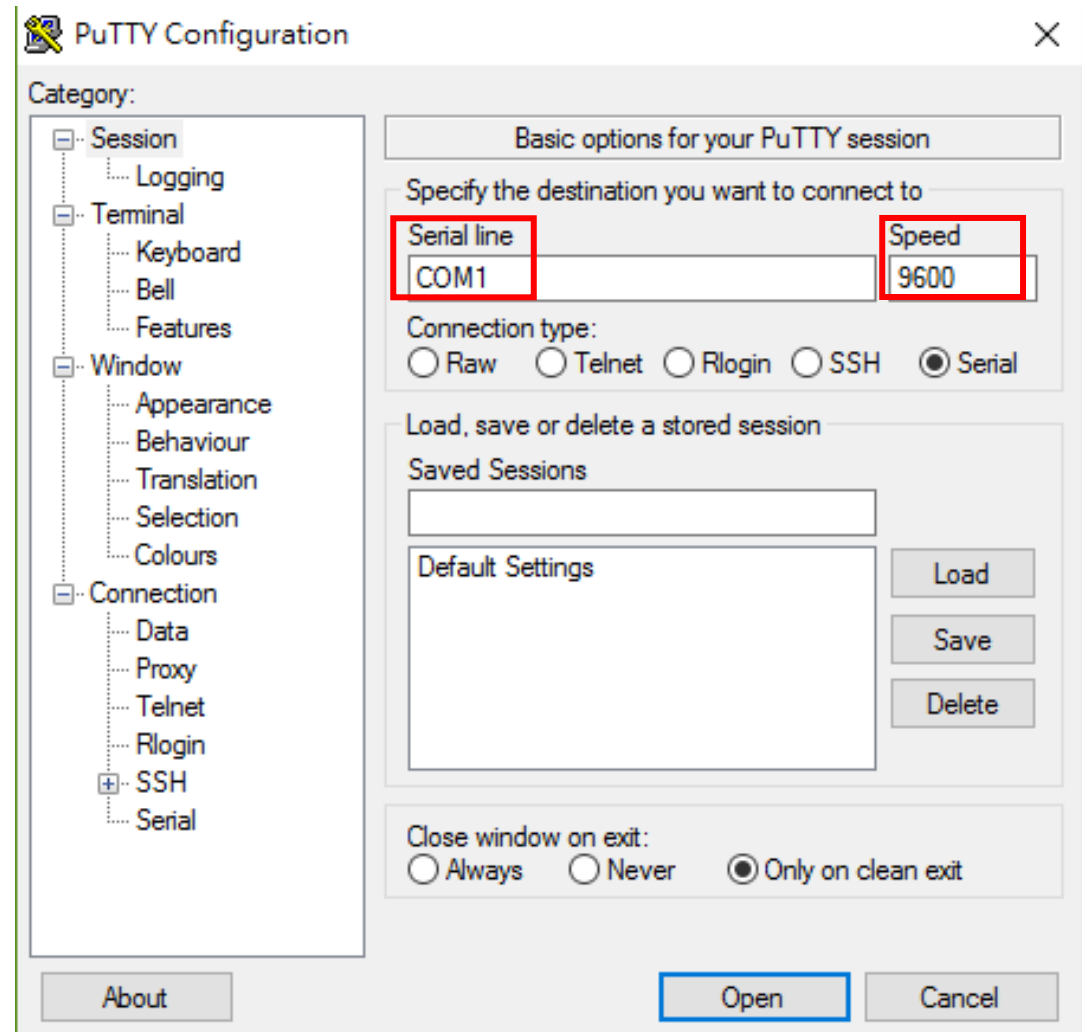 PuTTY Configuration
Category:
Session
Logging
Terminal
Keyboard
Bell
Features
Window
Appearance
Behaviour
Translation
Selection
Colours
Connection
Data
Proxy
Telnet
Rlogin
SSH
Serial
Basic options for your PuTTY session
Specify the destination you want to connect to
Serial line Speed
COM1 9600
Connection type:
Raw Telnet Rlogin SSH Serial
Load, save or delete a stored session
Saved Sessions
Default Settings
Load
Save
Delete
Close window on exit:
Always Never Only on clean exit
About Open Cancel